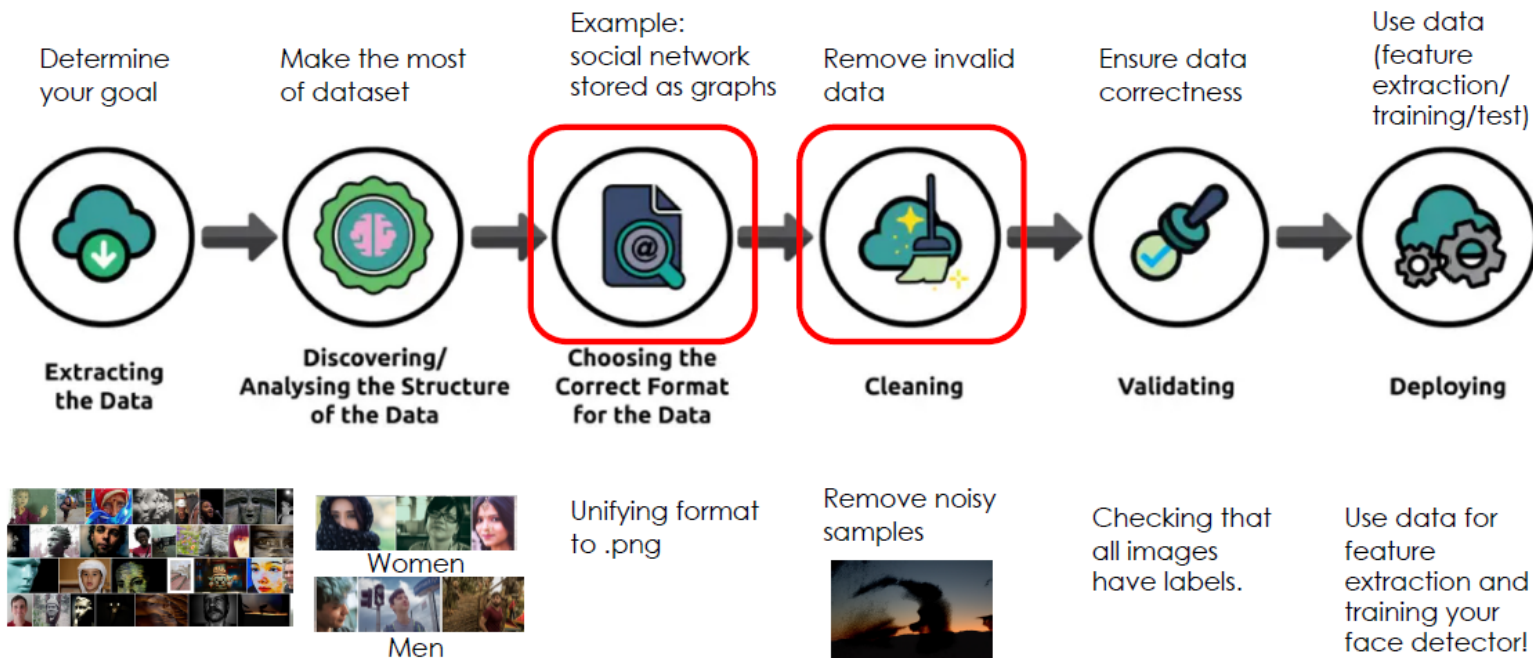 Determine
your goal
Make the most
of dataset
Example:
social network
stored as graphs
Remove invalid
data
Ensure data
correctness
Use data
(feature
extraction/
training/test)
@
Extracting
the Data
Discovering/
Analysing the Structure
of the Data
Choosing the
Correct Format
for the Data
Cleaning
Validating
Deploying
Women
Men
Unifying format
to .png
Remove noisy
samples
Checking that
all images
have labels.
Use data for
feature
extraction and
training your
face detector!